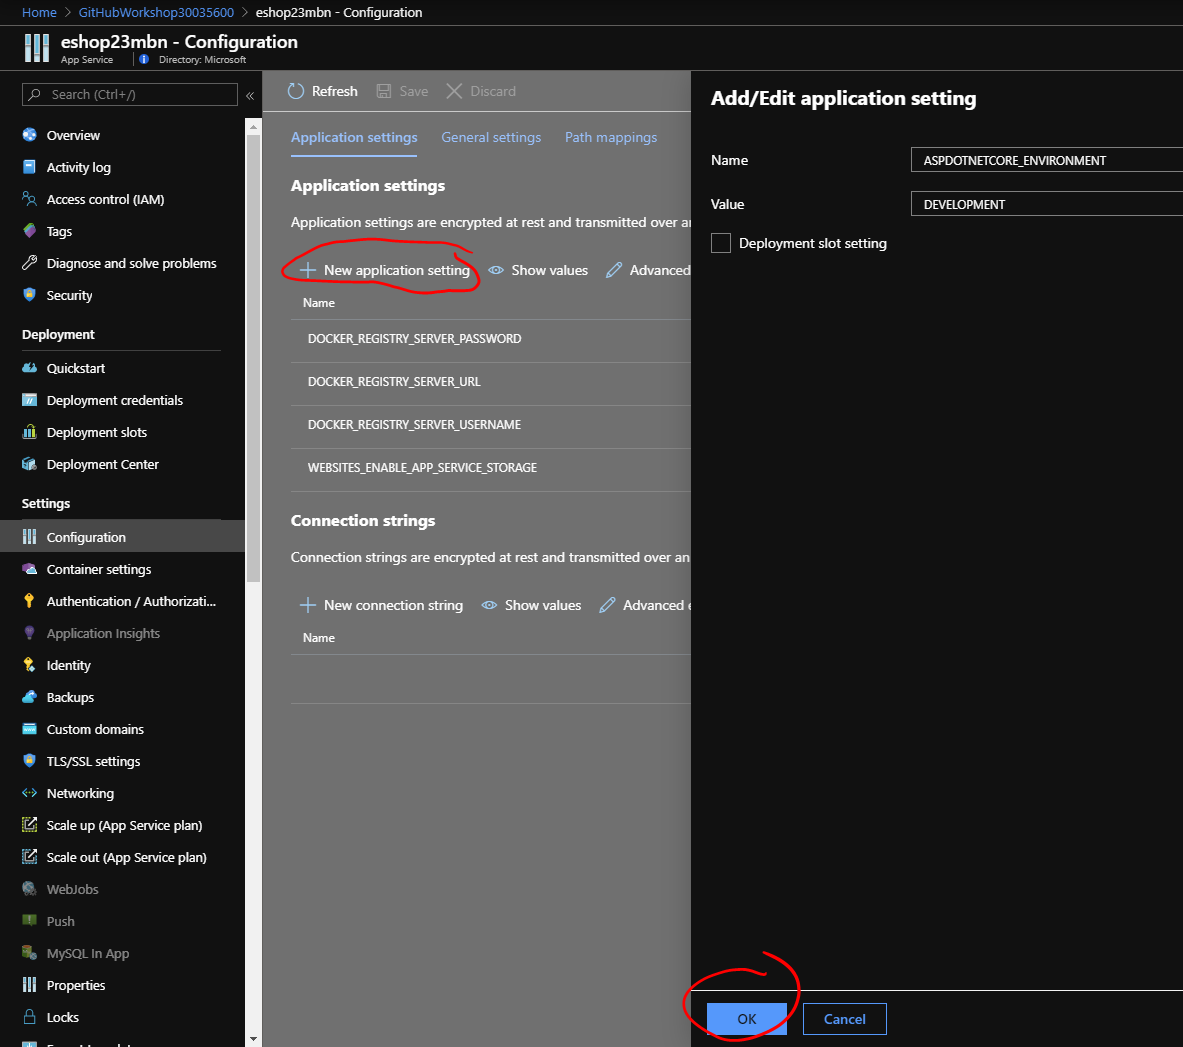 Home > GitHubWorkshop30035600 > eshop23mbn - Configuration
eshop23mbn - Configuration
App Service
Directory: Microsoft
Search (Ctrl+/)
«
Overview
Activity log
Access control (IAM)
Tags
Diagnose and solve problems
Security
Deployment
Quickstart
Deployment credentials
Deployment slots
Deployment Center
Settings
Configuration
Container settings
Authentication / Authorizati...
Application Insights
Identity
Backups
Custom domains
TLS/SSL settings
Networking
Scale up (App Service plan)
Scale out (App Service plan)
WebJobs
Push
MySQL In App
Properties
Locks
Refresh Save Discard
Application settings General settings Path mappings
Application settings
Application settings are encrypted at rest and transmitted over an
New application setting Show values Advanced
Name
DOCKER_REGISTRY_SERVER_PASSWORD
DOCKER_REGISTRY_SERVER_URL
DOCKER_REGISTRY_SERVER_USERNAME
WEBSITES_ENABLE_APP_SERVICE_STORAGE
Connection strings
Connection strings are encrypted at rest and transmitted over an
New connection string Show values Advanced e
Name
Add/Edit application setting
Name ASPDOTNETCORE_ENVIRONMENT
Value DEVELOPMENT
Deployment slot setting
OK Cancel